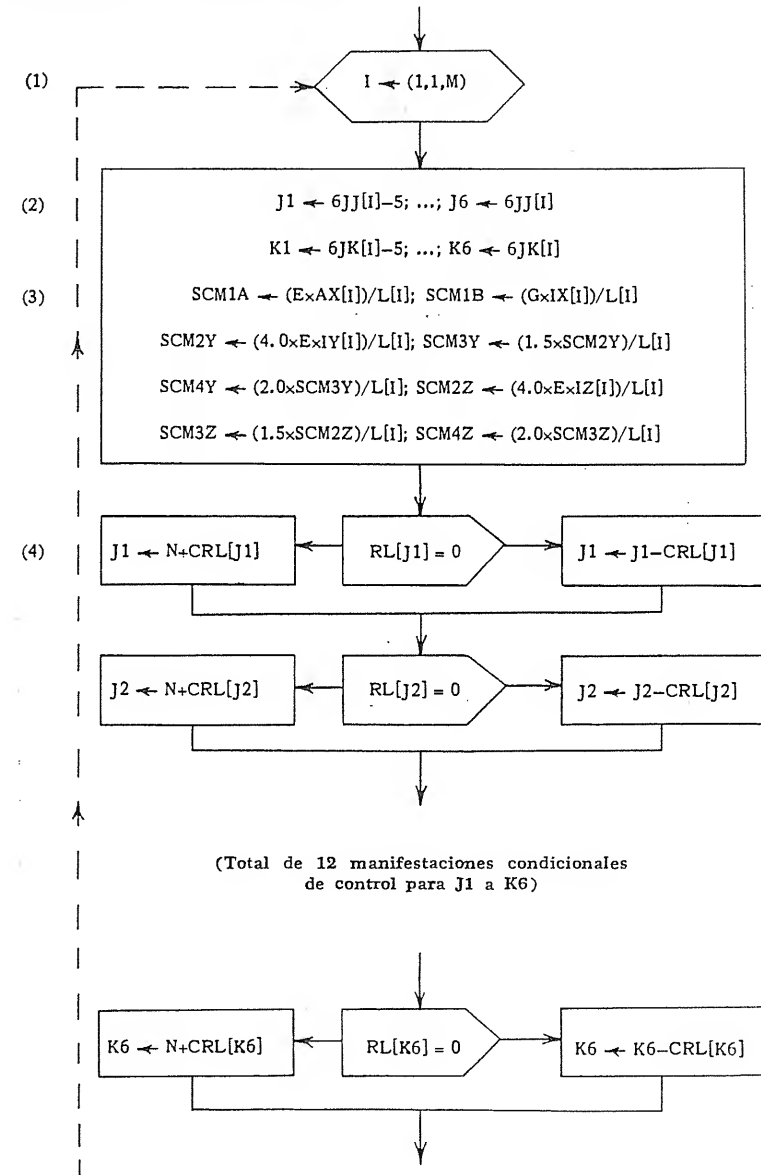 (1) I ← (1,1,M)
(2) J1 ← 6JJ[I]−5; ...; J6 ← 6JJ[I]
K1 ← 6JK[I]−5; ...; K6 ← 6JK[I]
(3) SCM1A ← (E×AX[I])/L[I]; SCM1B ← (G×IX[I])/L[I]
SCM2Y ← (4.0×E×IY[I])/L[I]; SCM3Y ← (1.5×SCM2Y)/L[I]
SCM4Y ← (2.0×SCM3Y)/L[I]; SCM2Z ← (4.0×E×IZ[I])/L[I]
SCM3Z ← (1.5×SCM2Z)/L[I]; SCM4Z ← (2.0×SCM3Z)/L[I]
(4) J1 ← N+CRL[J1] RL[J1] = 0 J1 ← J1−CRL[J1]
J2 ← N+CRL[J2] RL[J2] = 0 J2 ← J2−CRL[J2]
(Total de 12 manifestaciones condicionales
de control para J1 a K6)
K6 ← N+CRL[K6] RL[K6] = 0 K6 ← K6−CRL[K6]